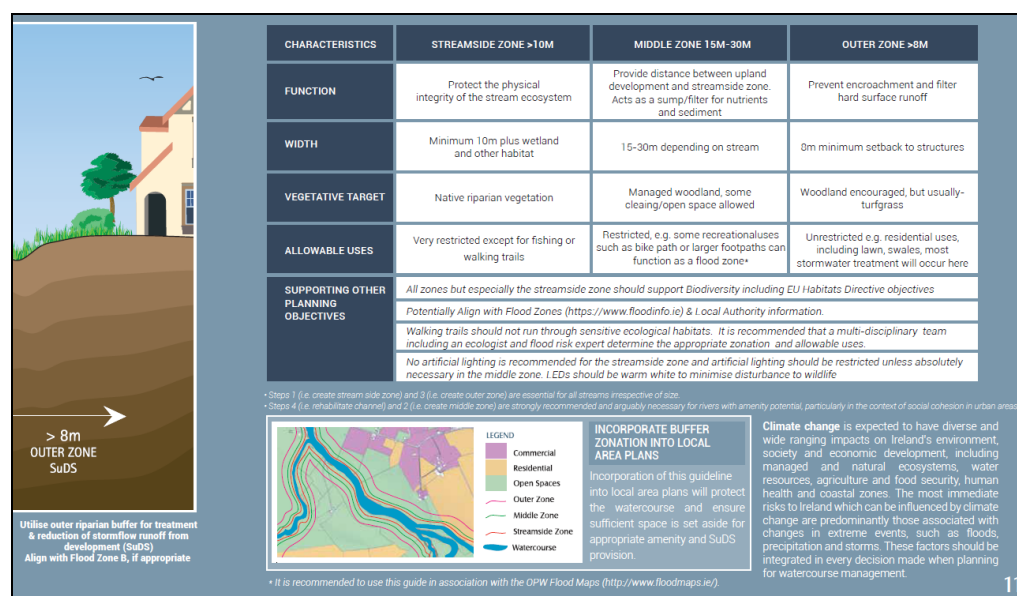 CHARACTERISTICS
STREAMSIDE ZONE >10M
MIDDLE ZONE 15M-30M
OUTER ZONE >8M
FUNCTION
Protect the physical
integrity of the stream ecosystem
Provide distance between upland
development and streamside zone.
Acts as a sump/filter for nutrients
and sediment
Prevent encroachment and filter
hard surface runoff
WIDTH
Minimum 10m plus wetland
and other habitat
15-30m depending on stream
8m minimum setback to structures
VEGETATIVE TARGET
Native riparian vegetation
Managed woodland, some
cleaing/open space allowed
Woodland encouraged, but usually-
turfgrass
ALLOWABLE USES
Very restricted except for fishing or
walking trails
Restricted, e.g. some recreationaluses
such as bike path or larger footpaths can
function as a flood zone*
Unrestricted e.g. residential uses,
including lawn, swales, most
stormwater treatment will occur here
SUPPORTING OTHER
PLANNING
OBJECTIVES
All zones but especially the streamside zone should support Biodiversity including EU Habitats Directive objectives
Potentially Align with Flood Zones (https://www.floodinfo.ie) & Local Authority information.
Walking trails should not run through sensitive ecological habitats. It is recommended that a multi-disciplinary team
including an ecologist and flood risk expert determine the appropriate zonation and allowable uses.
No artificial lighting is recommended for the streamside zone and artificial lighting should be restricted unless absolutely
necessary in the middle zone. LEDs should be warm white to minimise disturbance to wildlife
• Steps 1 (i.e. create stream side zone) and 3 (i.e. create outer zone) are essential for all streams irrespective of size.
• Steps 4 (i.e. rehabilitate channel) and 2 (i.e. create middle zone) are strongly recommended and arguably necessary for rivers with amenity potential, particularly in the context of social cohesion in urban areas
> 8m
OUTER ZONE
SuDS
Utilise outer riparian buffer for treatment
& reduction of stormflow runoff from
development (SuDS)
Align with Flood Zone B, if appropriate
LEGEND
Commercial
Residential
Open Spaces
Outer Zone
Middle Zone
Streamside Zone
Watercourse
INCORPORATE BUFFER
ZONATION INTO LOCAL
AREA PLANS
Incorporation of this guideline
into local area plans will protect
the watercourse and ensure
sufficient space is set aside for
appropriate amenity and SuDS
provision.
* It is recommended to use this guide in association with the OPW Flood Maps (http://www.floodmaps.ie/).
Climate change is expected to have diverse and
wide ranging impacts on Ireland's environment,
society and economic development, including
managed and natural ecosystems, water
resources, agriculture and food security, human
health and coastal zones. The most immediate
risks to Ireland which can be influenced by climate
change are predominantly those associated with
changes in extreme events, such as floods,
precipitation and storms. These factors should be
integrated in every decision made when planning
for watercourse management.